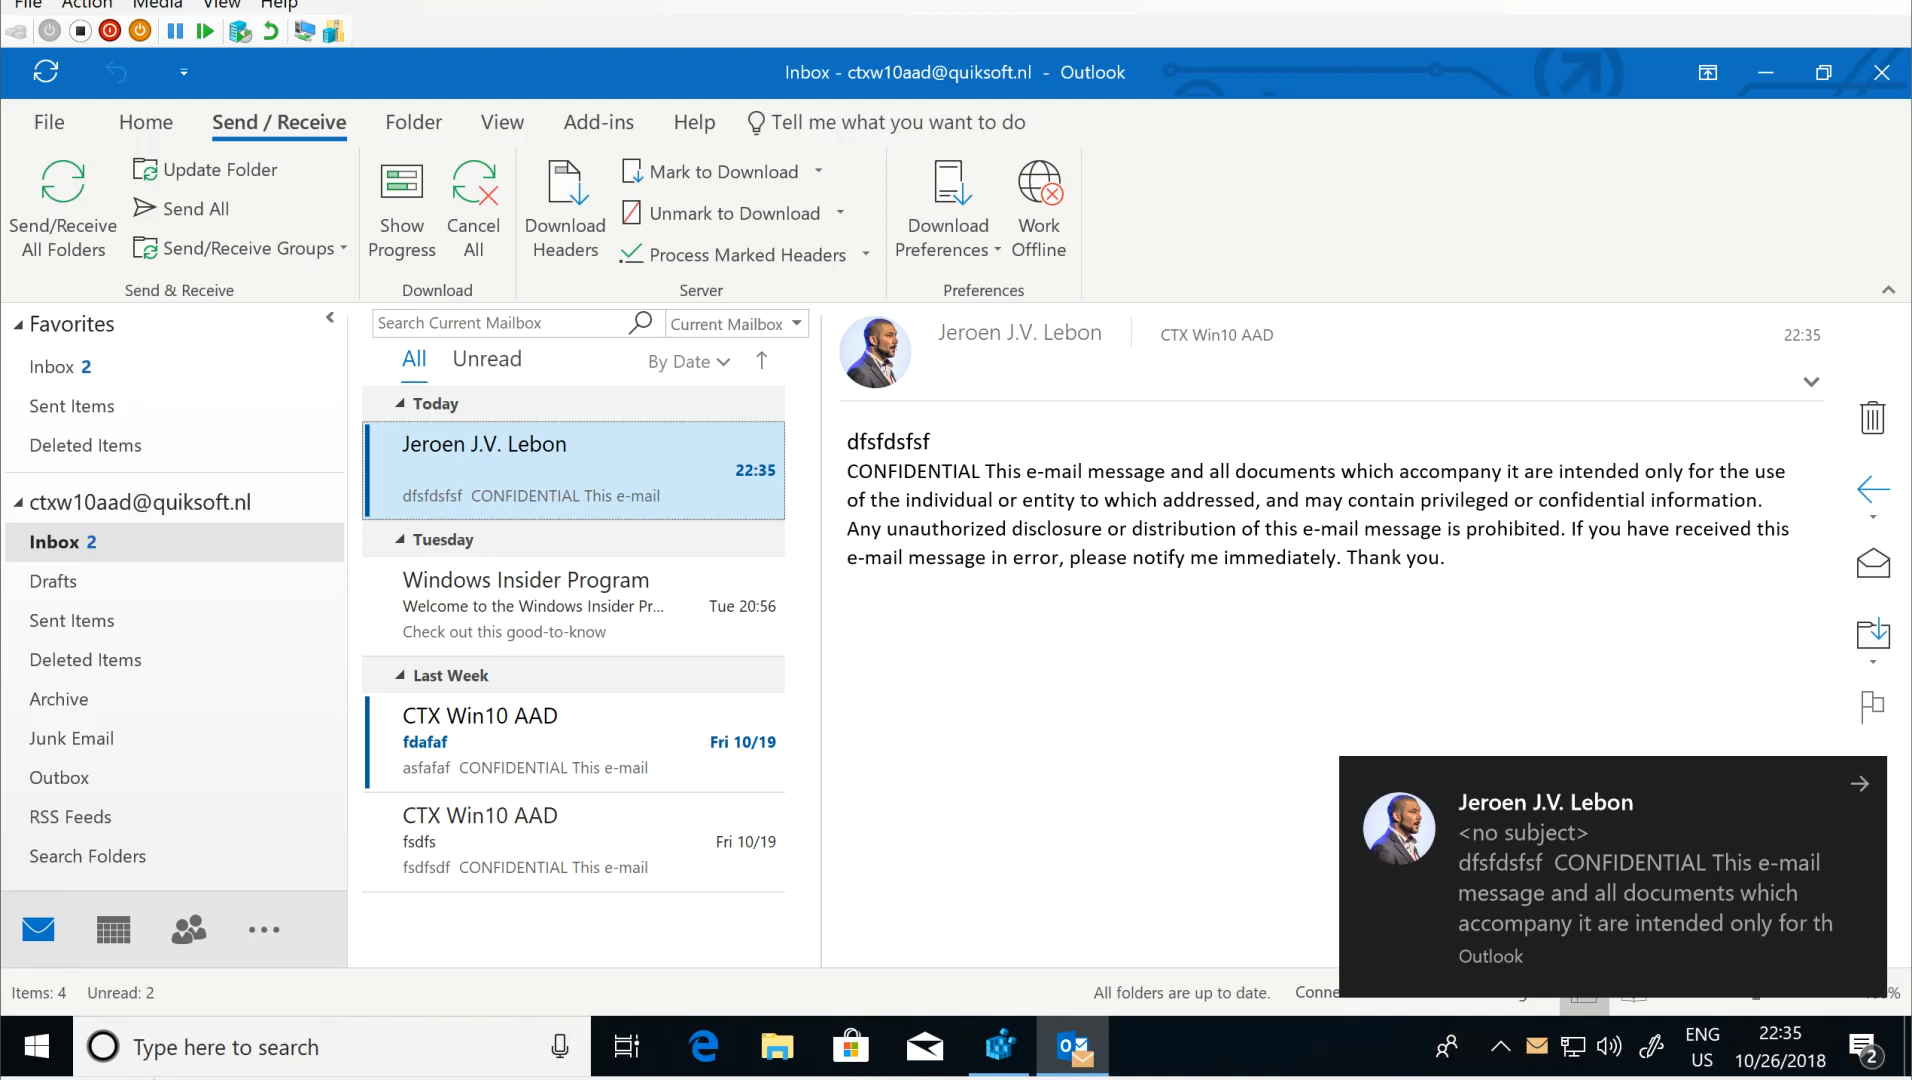 File Action Media View Help
Inbox - ctxw10aad@quiksoft.nl - Outlook
File Home Send / Receive Folder View Add-ins Help Tell me what you want to do
Send/Receive All Folders
Update Folder
Send All
Send/Receive Groups
Show Progress
Cancel All
Download Headers
Mark to Download
Unmark to Download
Process Marked Headers
Download Preferences
Work Offline
Send & Receive Download Server Preferences
Favorites
Inbox 2
Sent Items
Deleted Items
ctxw10aad@quiksoft.nl
Inbox 2
Drafts
Sent Items
Deleted Items
Archive
Junk Email
Outbox
RSS Feeds
Search Folders
Search Current Mailbox Current Mailbox
All Unread By Date
Today
Jeroen J.V. Lebon
22:35
dfsfdsfsf CONFIDENTIAL This e-mail
Tuesday
Windows Insider Program
Welcome to the Windows Insider Pr... Tue 20:56
Check out this good-to-know
Last Week
CTX Win10 AAD
fdafaf Fri 10/19
asfafaf CONFIDENTIAL This e-mail
CTX Win10 AAD
fsdfs Fri 10/19
fsdfsdf CONFIDENTIAL This e-mail
Jeroen J.V. Lebon CTX Win10 AAD 22:35
dfsfdsfsf
CONFIDENTIAL This e-mail message and all documents which accompany it are intended only for the use
of the individual or entity to which addressed, and may contain privileged or confidential information.
Any unauthorized disclosure or distribution of this e-mail message is prohibited. If you have received this
e-mail message in error, please notify me immediately. Thank you.
Jeroen J.V. Lebon
<no subject>
dfsfdsfsf CONFIDENTIAL This e-mail
message and all documents which
accompany it are intended only for th
Outlook
Items: 4 Unread: 2 All folders are up to date. Conne
Type here to search
ENG
US
22:35
10/26/2018
2